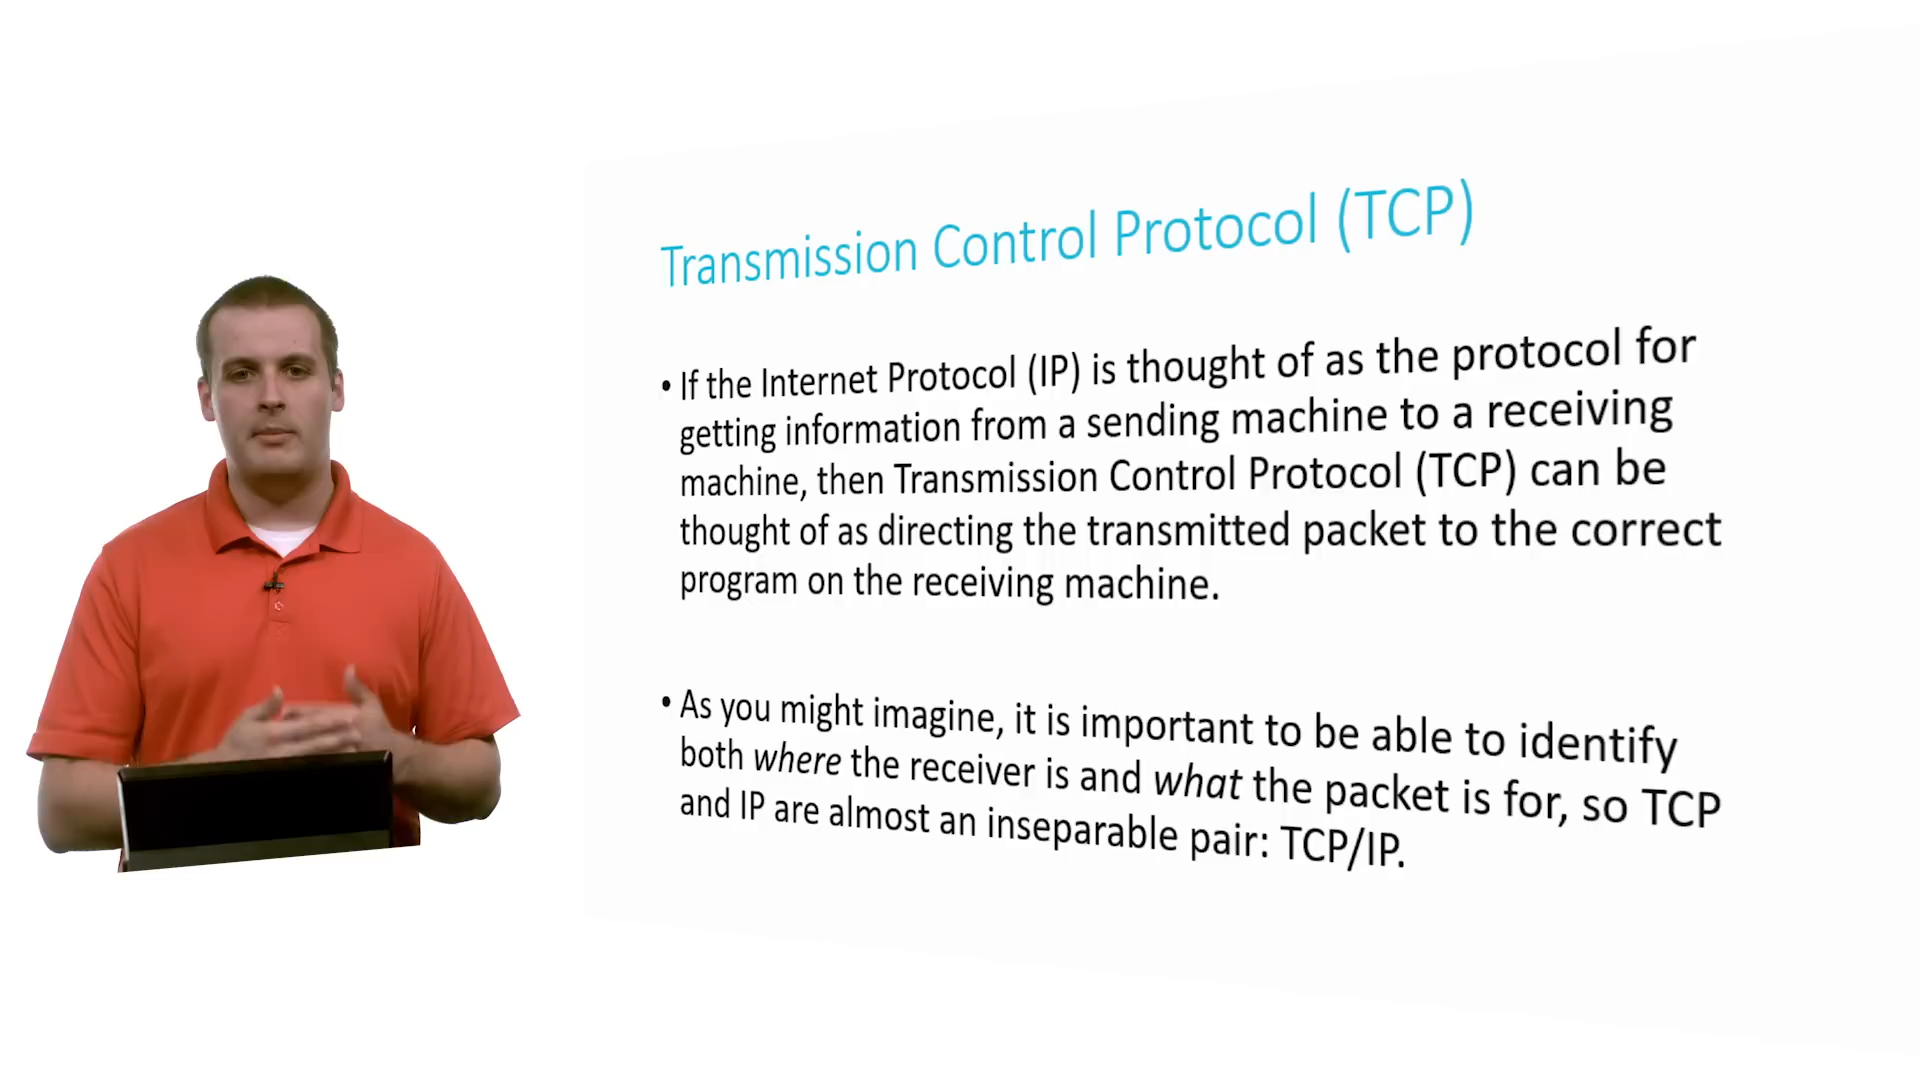 Transmission Control Protocol (TCP)
• If the Internet Protocol (IP) is thought of as the protocol for
getting information from a sending machine to a receiving
machine, then Transmission Control Protocol (TCP) can be
thought of as directing the transmitted packet to the correct
program on the receiving machine.
• As you might imagine, it is important to be able to identify
both where the receiver is and what the packet is for, so TCP
and IP are almost an inseparable pair: TCP/IP.